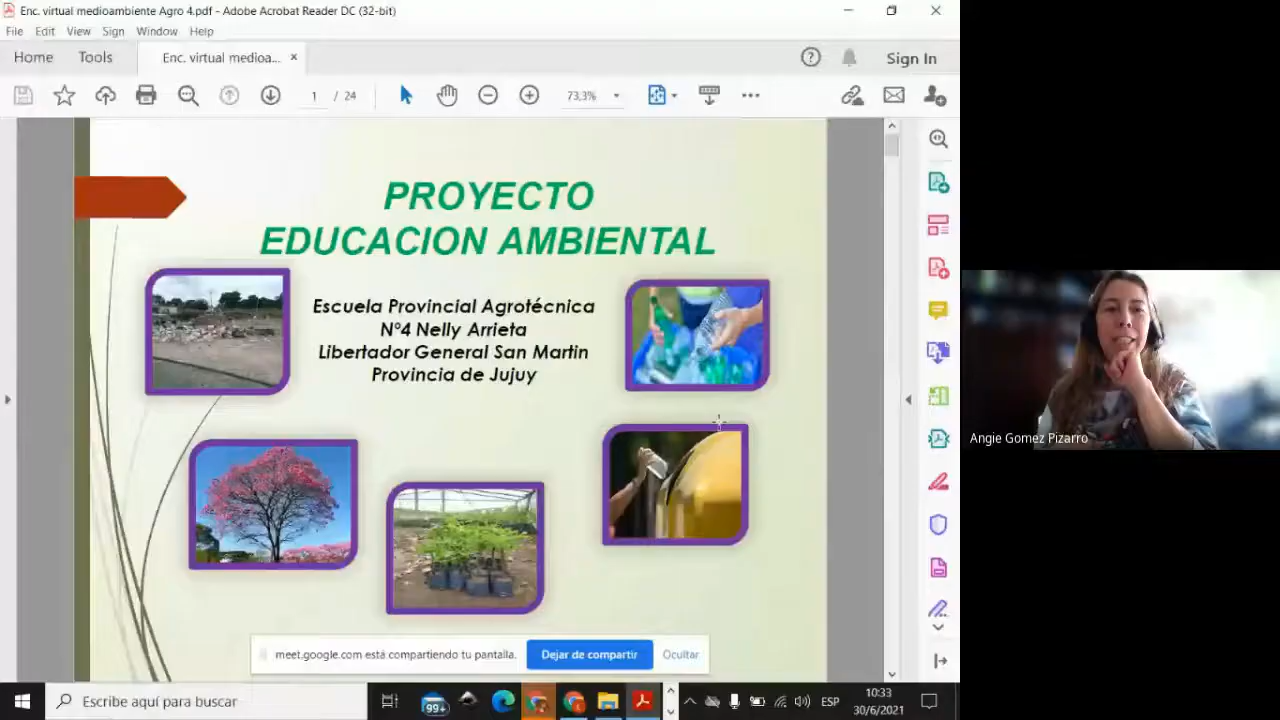 Enc. virtual medioambiente Agro 4.pdf - Adobe Acrobat Reader DC (32-bit)
File Edit View Sign Window Help
Home Tools Enc. virtual medioa... × Sign In
1 / 24 73,3%
PROYECTO
EDUCACION AMBIENTAL
Escuela Provincial Agrotécnica
Nº4 Nelly Arrieta
Libertador General San Martin
Provincia de Jujuy
Angie Gomez Pizarro
meet.google.com está compartiendo tu pantalla. Dejar de compartir Ocultar
Escribe aquí para buscar 99+ ESP 10:33
30/6/2021